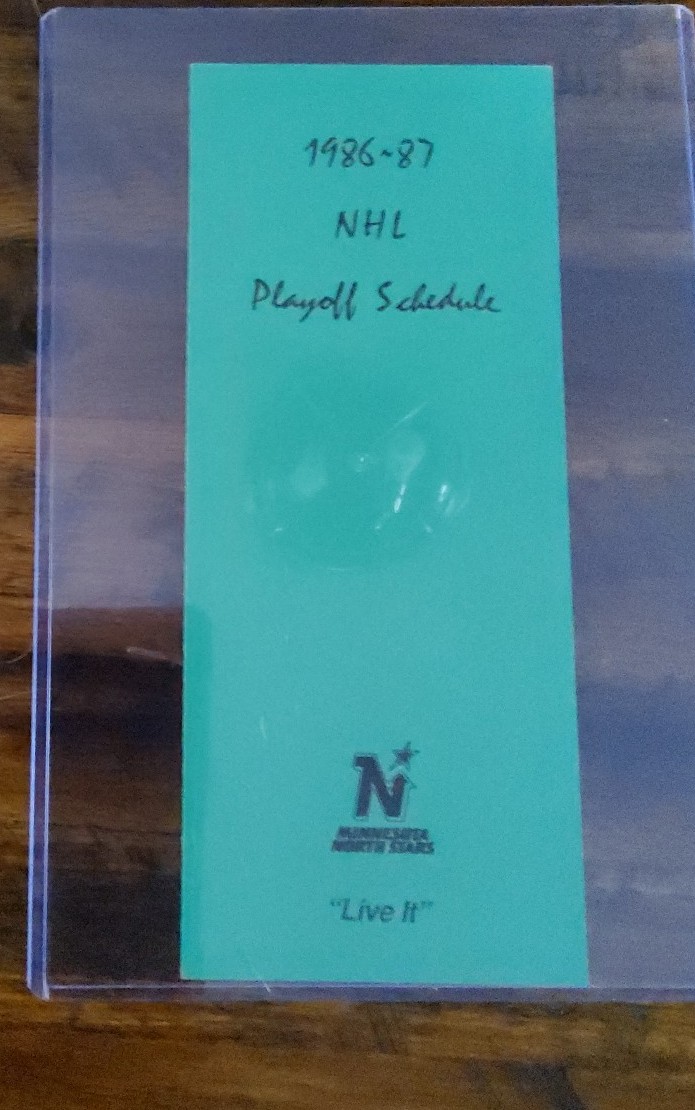 1986~87
NHL
Playoff Schedule
N
MINNESOTA
NORTH STARS
"Live It"